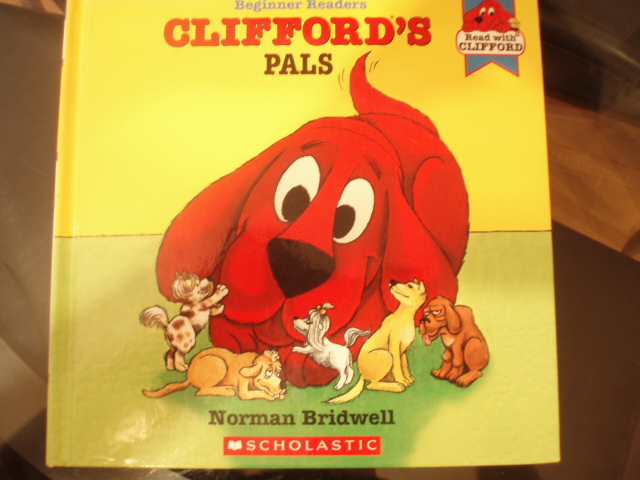 Beginner Readers
CLIFFORD'S
PALS
Read with
CLIFFORD
Norman Bridwell
SCHOLASTIC